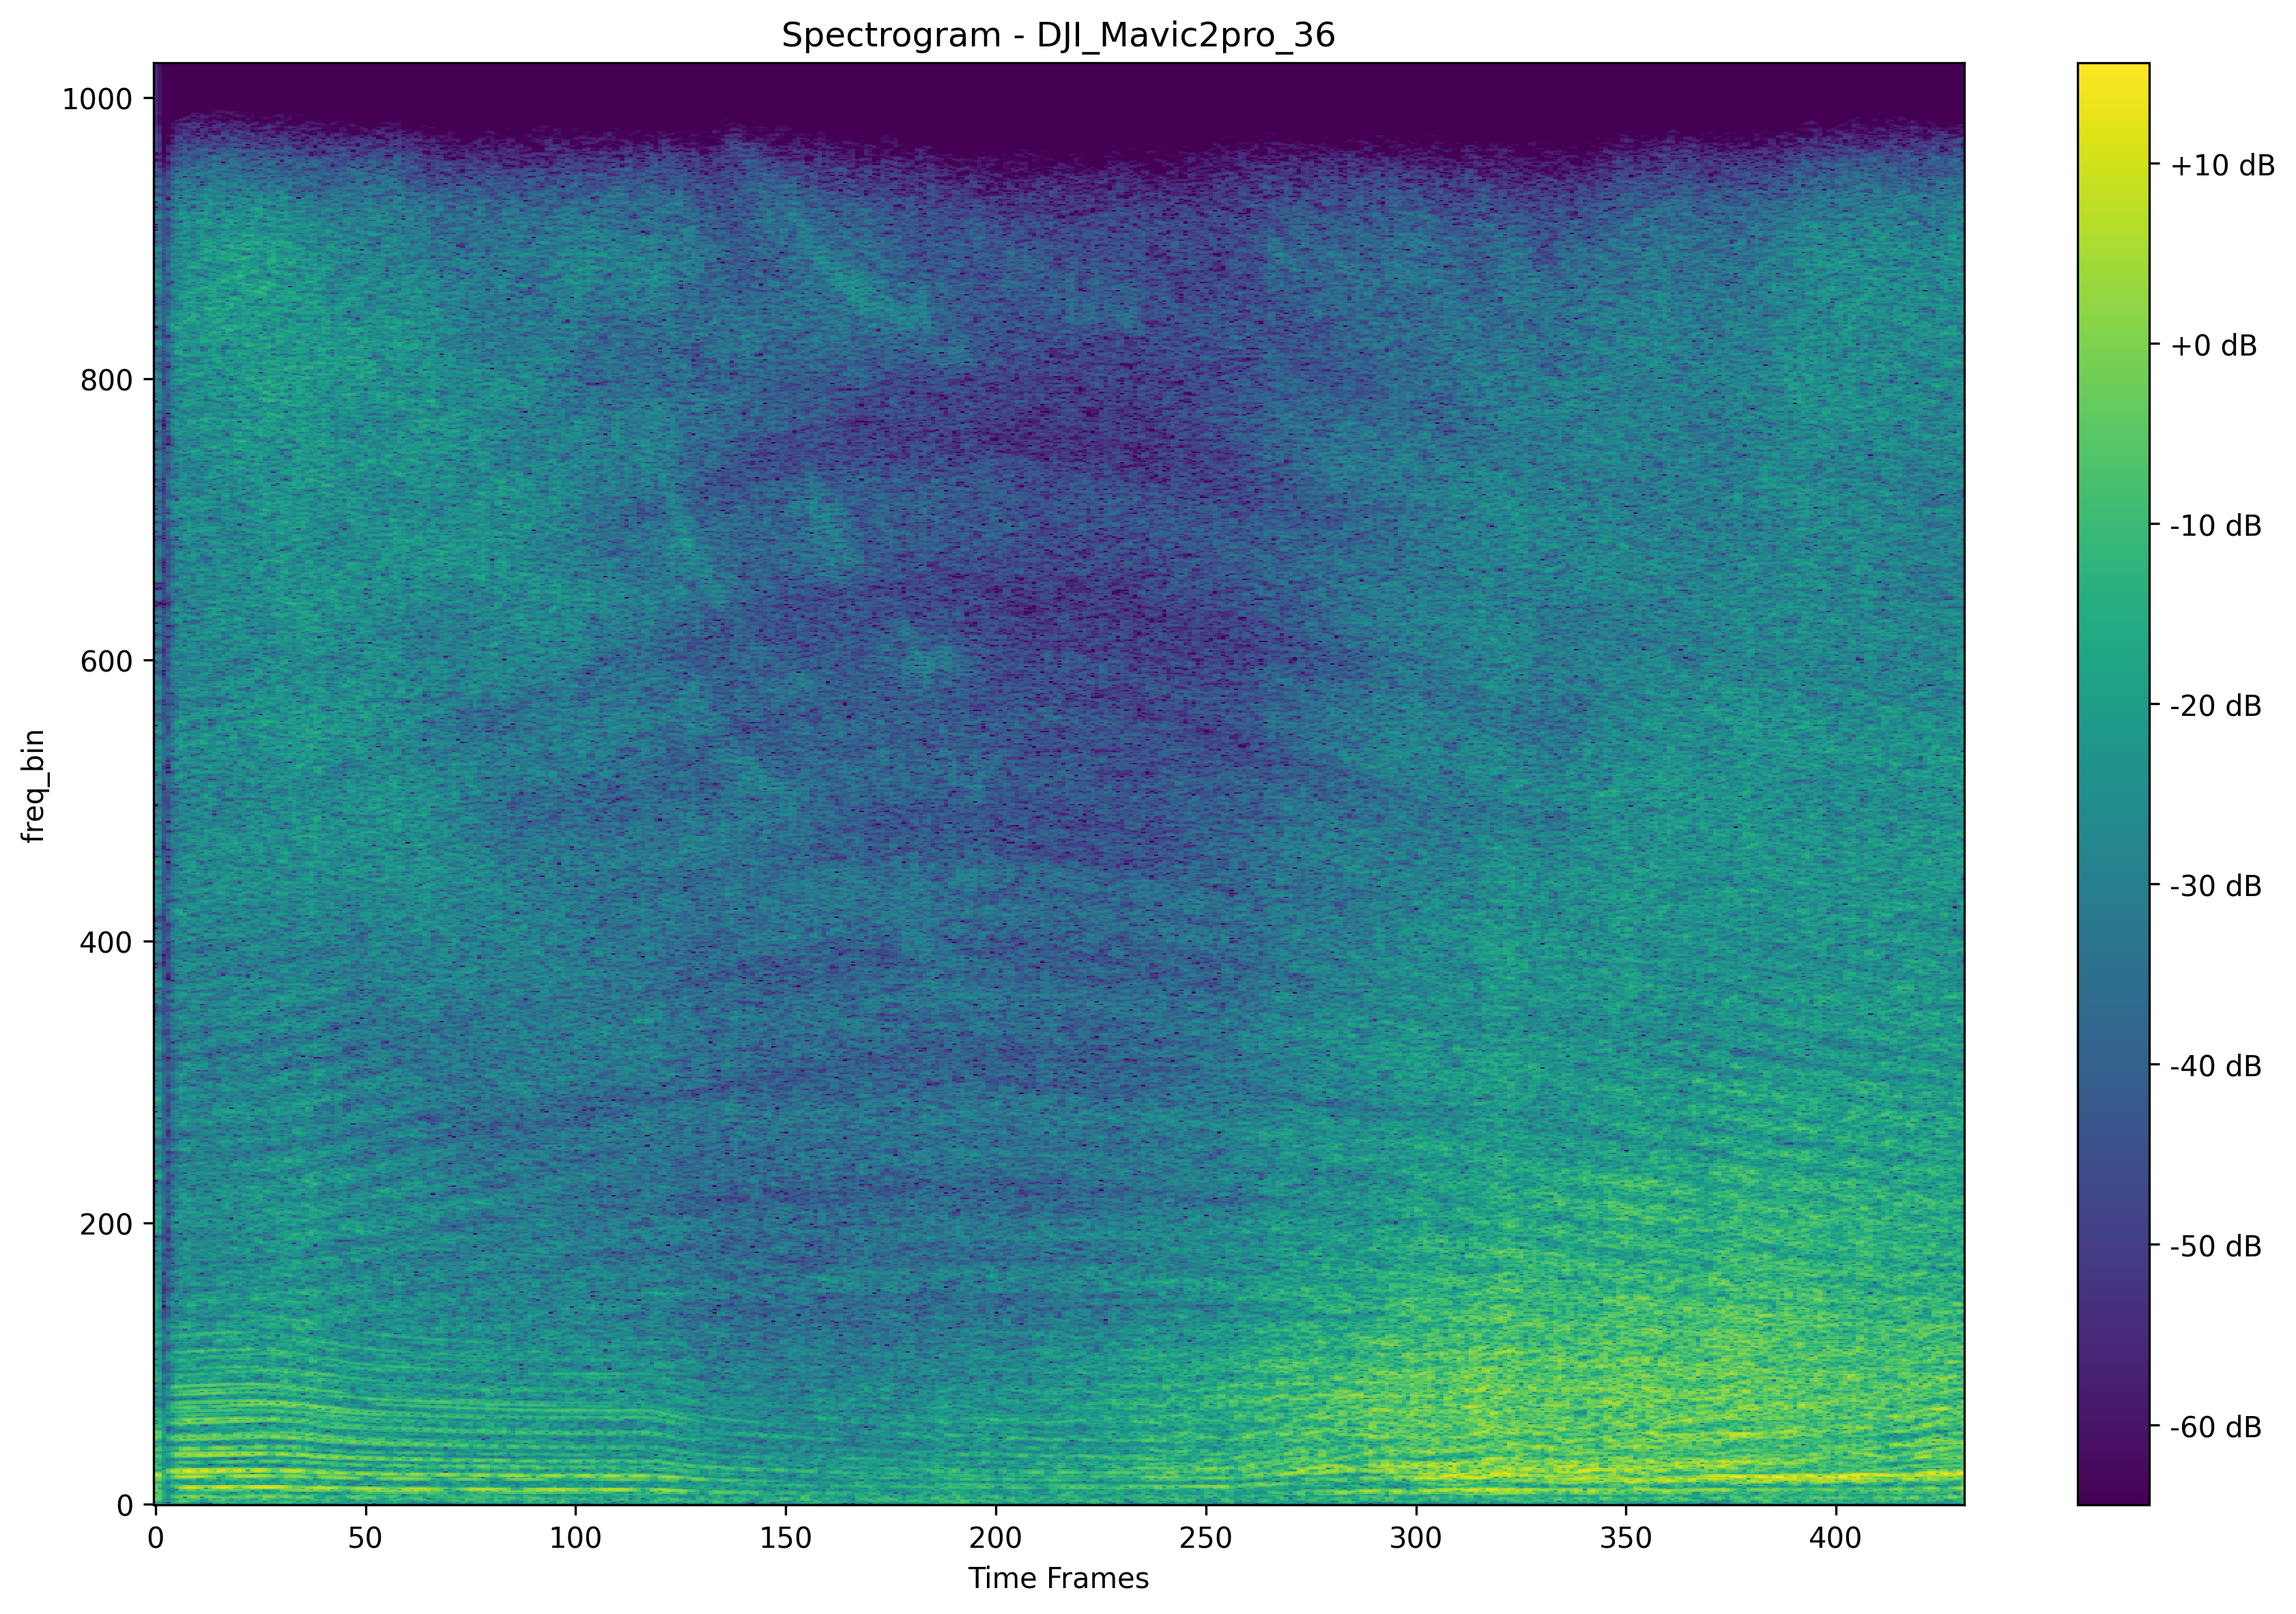 Spectrogram - DJI_Mavic2pro_36
1000
800
600
400
200
0
freq_bin
0 50 100 150 200 250 300 350 400
Time Frames
+10 dB
+0 dB
-10 dB
-20 dB
-30 dB
-40 dB
-50 dB
-60 dB